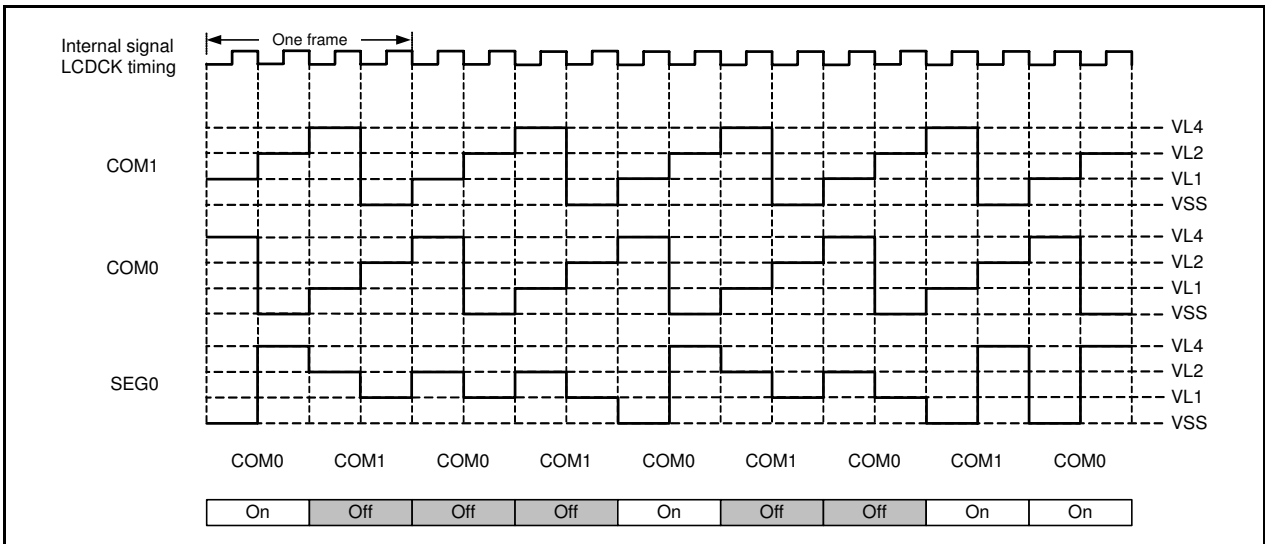 Internal signal
LCDCK timing
One frame
COM1
VL4
VL2
VL1
VSS
COM0
VL4
VL2
VL1
VSS
SEG0
VL4
VL2
VL1
VSS
COM0 COM1 COM0 COM1 COM0 COM1 COM0 COM1 COM0
On Off Off Off On Off Off On On